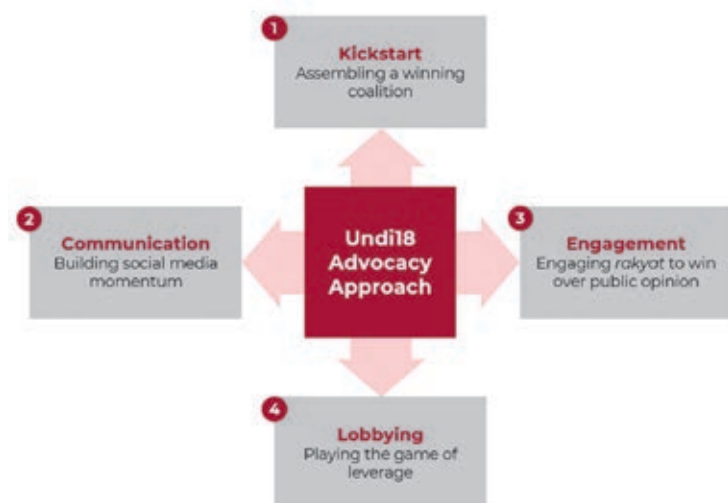 1
Kickstart
Assembling a winning
coalition
2
Communication
Building social media
momentum
Undi18
Advocacy
Approach
3
Engagement
Engaging rakyat to win
over public opinion
4
Lobbying
Playing the game of
leverage